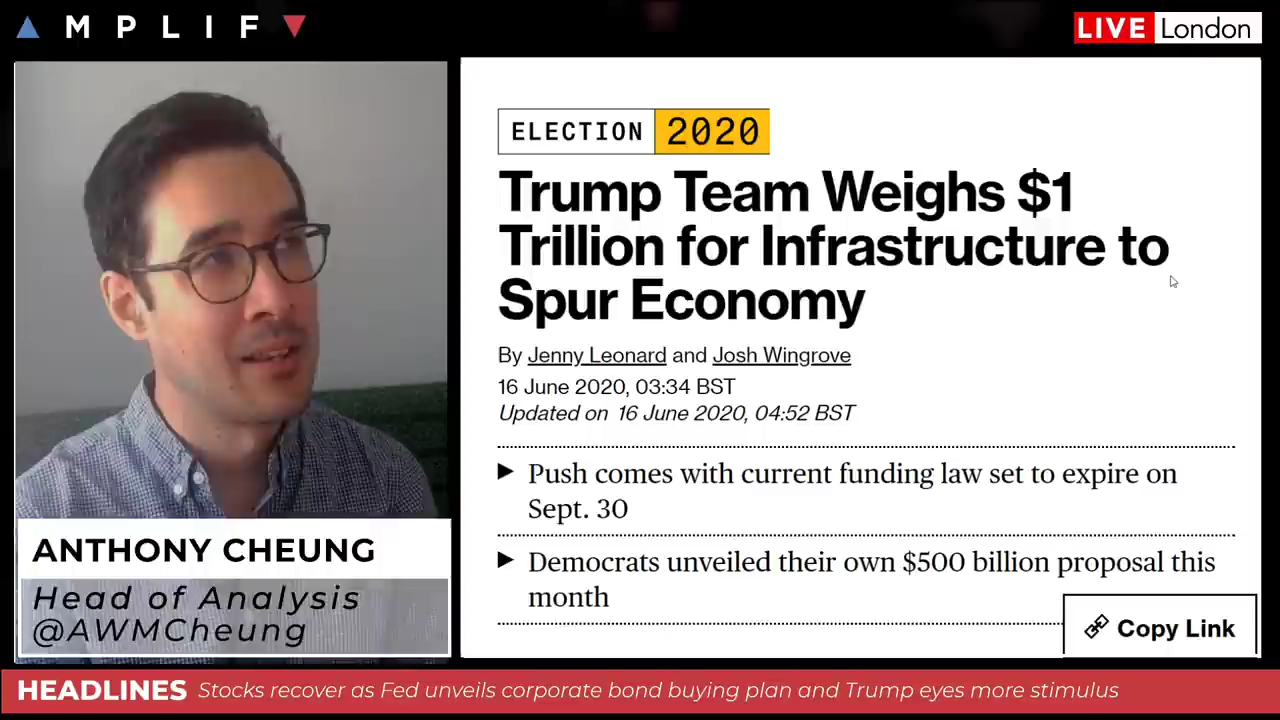 ▲ M P L I F ▼
LIVE London
ELECTION 2020
Trump Team Weighs $1
Trillion for Infrastructure to
Spur Economy
By Jenny Leonard and Josh Wingrove
16 June 2020, 03:34 BST
Updated on 16 June 2020, 04:52 BST
Push comes with current funding law set to expire on
Sept. 30
Democrats unveiled their own $500 billion proposal this
month
Copy Link
ANTHONY CHEUNG
Head of Analysis
@AWMCheung
HEADLINES Stocks recover as Fed unveils corporate bond buying plan and Trump eyes more stimulus